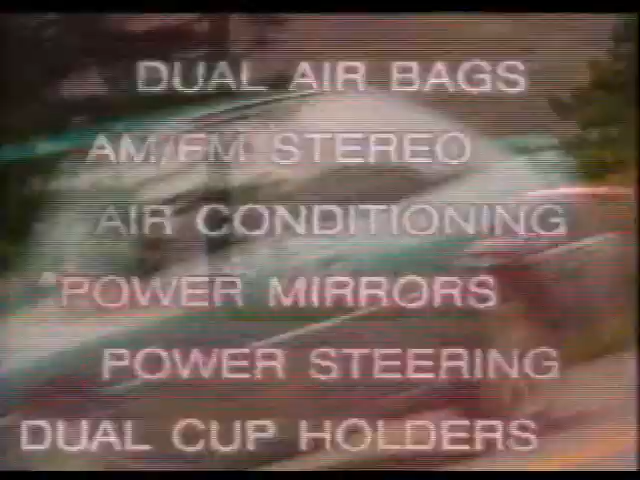 DUAL AIR BAGS
AM/FM STEREO
AIR CONDITIONING
POWER MIRRORS
POWER STEERING
DUAL CUP HOLDERS